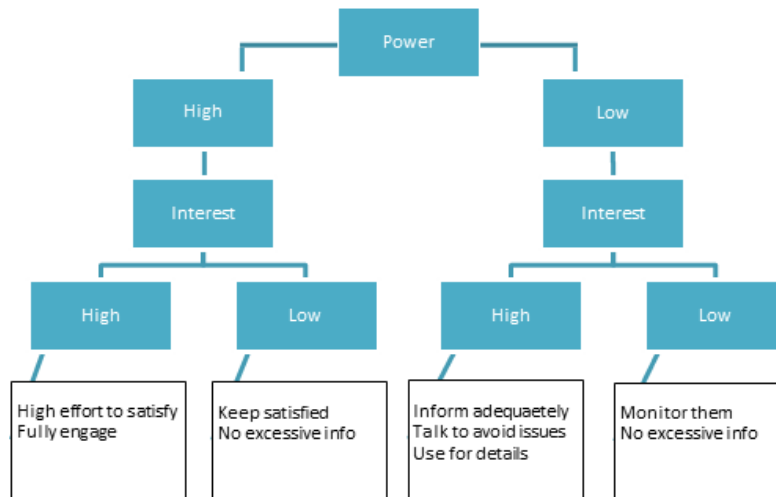 Power
High
Low
Interest
Interest
High
Low
High
Low
High effort to satisfy
Fully engage
Keep satisfied
No excessive info
Inform adequaetely
Talk to avoid issues
Use for details
Monitor them
No excessive info